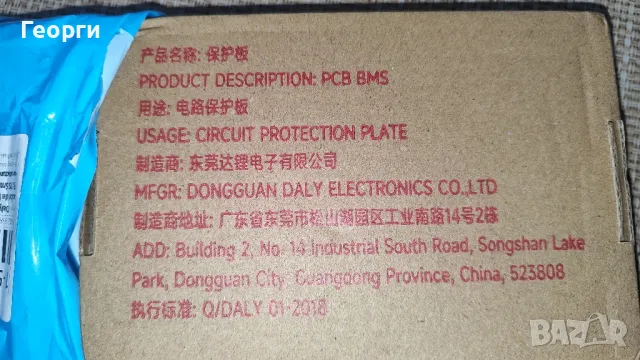 Георги
产品名称: 保护板
PRODUCT DESCRIPTION: PCB BMS
用途: 电路保护板
USAGE: CIRCUIT PROTECTION PLATE
制造商: 东莞达锂电子有限公司
MFGR: DONGGUAN DALY ELECTRONICS CO.,LTD
制造商地址: 广东省东莞市松山湖园区工业南路14号2栋
ADD: Building 2, No. 14 Industrial South Road, Songshan Lake
Park, Dongguan City, Guangdong Province, China, 523808
执行标准: Q/DALY 01-2018
BAZAR
bg